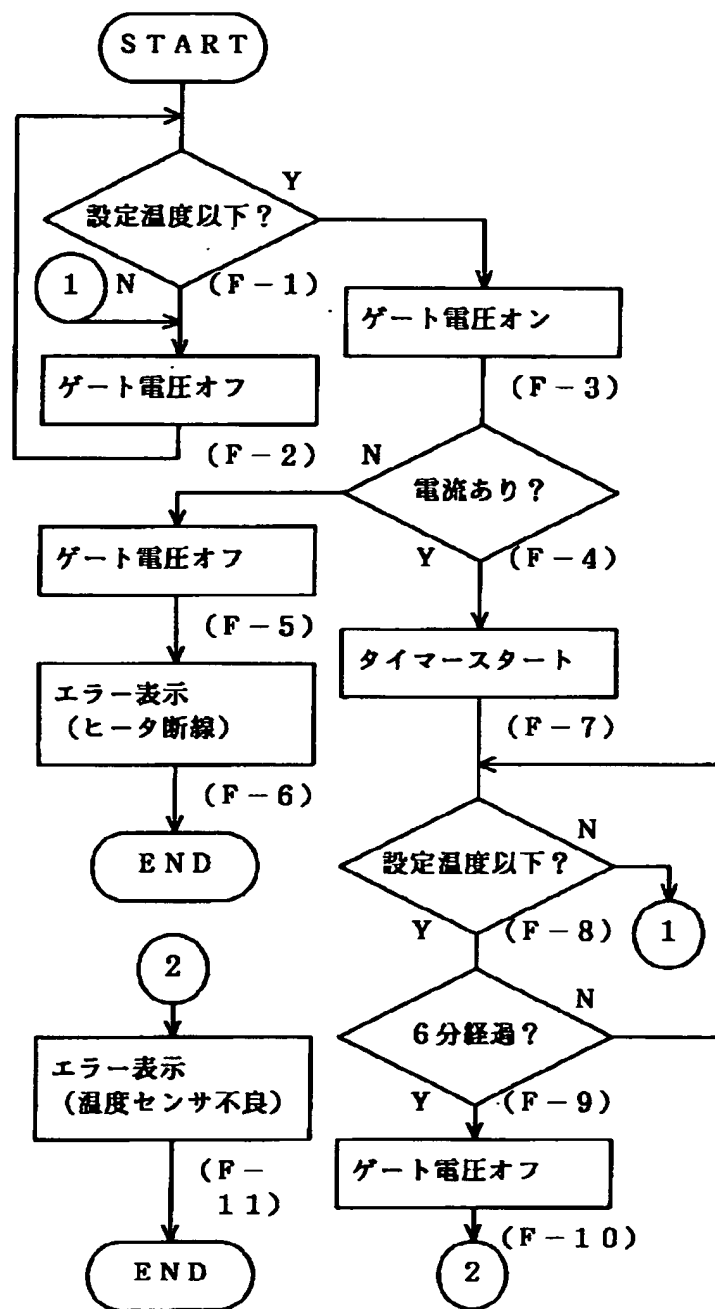 START
Y
設定温度以下？
1
N
(F-1)
ゲート電圧オン
(F-3)
ゲート電圧オフ
(F-2)
N
電流あり？
Y
(F-4)
ゲート電圧オフ
(F-5)
タイマースタート
(F-7)
エラー表示
(ヒータ断線)
(F-6)
END
N
設定温度以下？
Y
(F-8)
1
2
N
6分経過？
エラー表示
(温度センサ不良)
Y
(F-9)
ゲート電圧オフ
(F-
11)
(F-10)
END
2